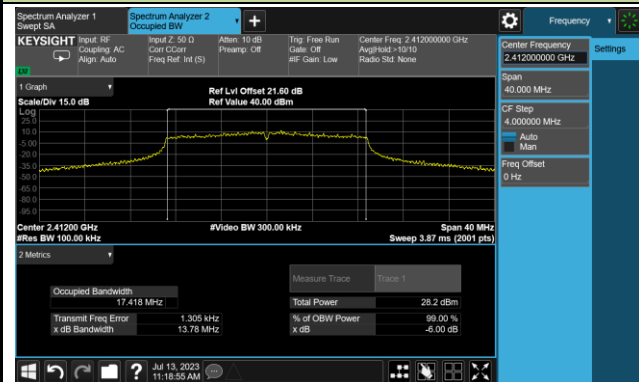 Spectrum Analyzer 1
Swept SA
Spectrum Analyzer 2
Occupied BW
Frequency
KEYSIGHT
Input: RF
Coupling: AC
Align: Auto
Input Z: 50 Ω
Corr CCorr
Freq Ref: Int (S)
Atten: 10 dB
Preamp: Off
Trig: Free Run
Gate: Off
#IF Gain: Low
Center Freq: 2.412000000 GHz
Avg|Hold:>10/10
Radio Std: None
Center Frequency
2.412000000 GHz
Settings
Span
40.000 MHz
CF Step
4.000000 MHz
Auto
Man
Freq Offset
0 Hz
1 Graph
Scale/Div 15.0 dB
Ref Lvl Offset 21.60 dB
Ref Value 40.00 dBm
Log
25.0
10.0
-5.00
-20.0
-35.0
-50.0
-65.0
-80.0
-95.0
Center 2.41200 GHz
#Res BW 100.00 kHz
#Video BW 300.00 kHz
Span 40 MHz
Sweep 3.87 ms (2001 pts)
2 Metrics
Measure Trace
Trace 1
Occupied Bandwidth
17.418 MHz
Total Power
28.2 dBm
Transmit Freq Error
1.305 kHz
% of OBW Power
99.00 %
x dB Bandwidth
13.78 MHz
x dB
-6.00 dB
Jul 13, 2023
11:18:55 AM